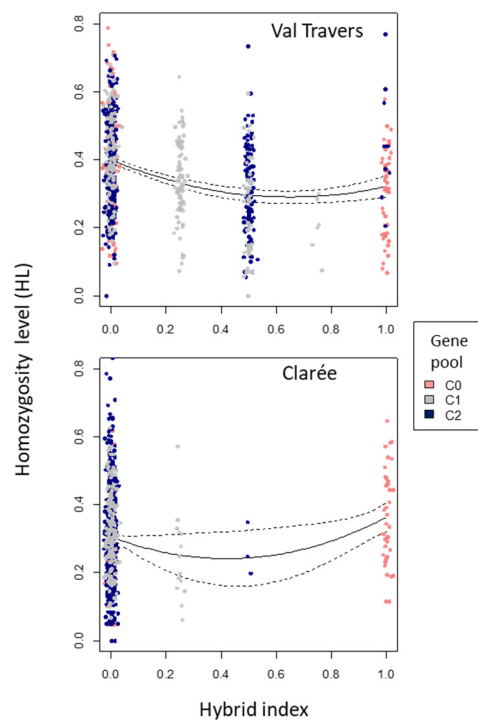 Val Travers
0.8
0.6
0.4
0.2
0.0
0.0 0.2 0.4 0.6 0.8 1.0
Homozygosity level (HL)
Gene
pool
C0
C1
C2
Clarée
0.8
0.6
0.4
0.2
0.0
0.0 0.2 0.4 0.6 0.8 1.0
Hybrid index